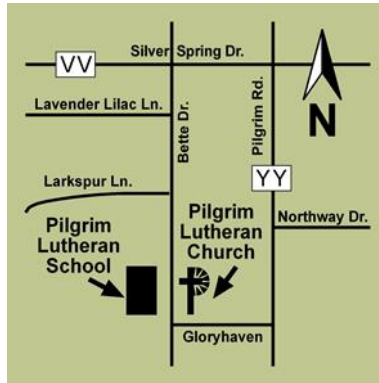 Silver Spring Dr.
VV
Lavender Lilac Ln.
Bette Dr.
Pilgrim Rd.
N
Larkspur Ln.
YY
Pilgrim
Lutheran
School
Pilgrim
Lutheran
Church
Northway Dr.
Gloryhaven